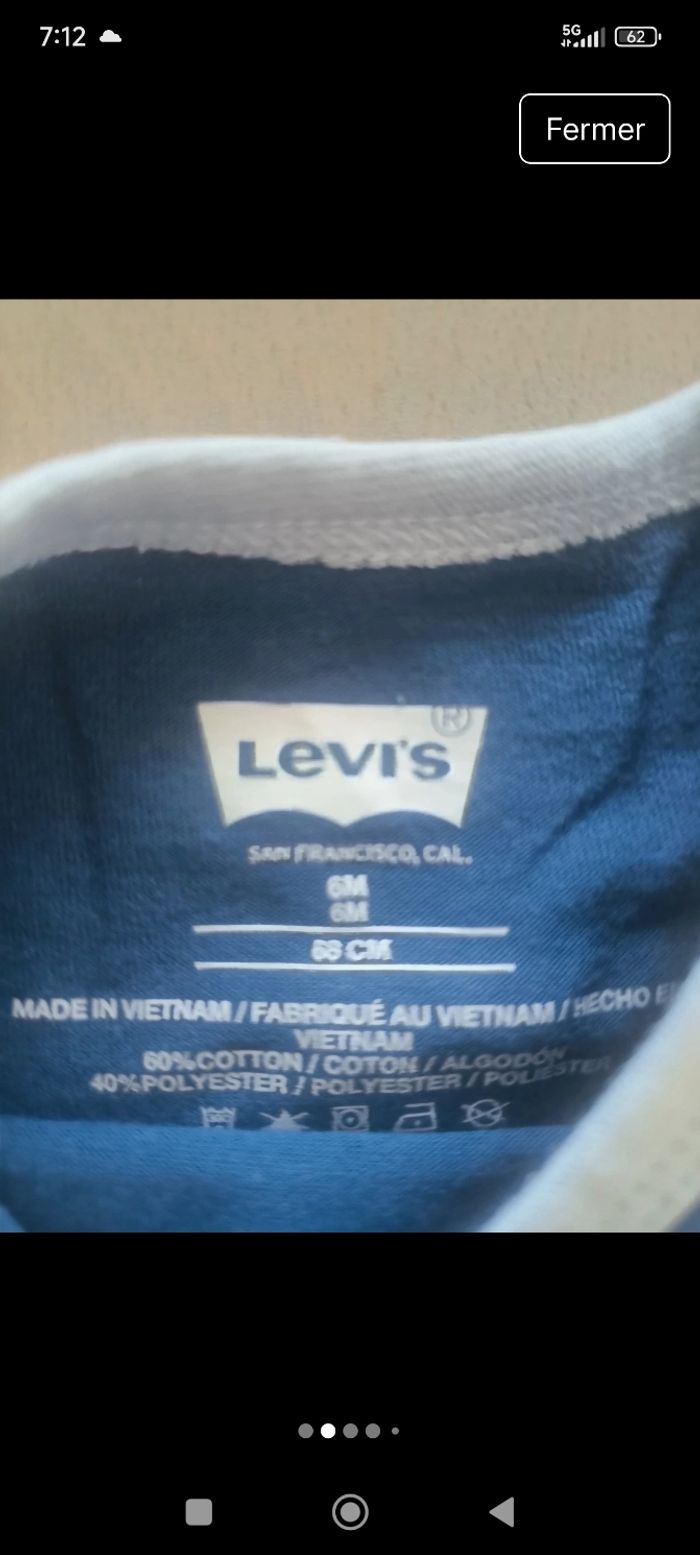 7:12
5G
62
Fermer
Levi's ®
SAN FRANCISCO, CAL.
6M
6M
68 CM
MADE IN VIETNAM / FABRIQUÉ AU VIETNAM / HECHO
VIETNAM
60%COTTON / COTON / ALGODÓN
40%POLYESTER / POLYESTER / POLIÉSTER